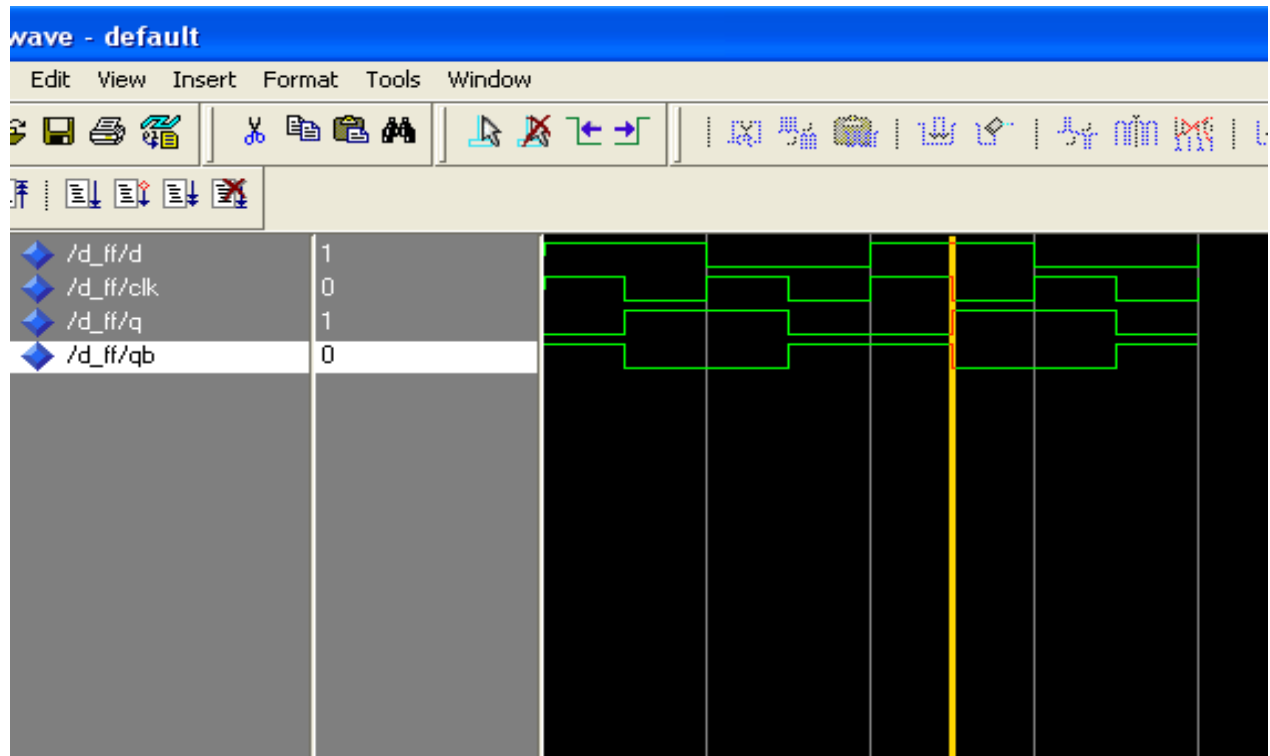 wave - default
Edit View Insert Format Tools Window
/d_ff/d 1
/d_ff/clk 0
/d_ff/q 1
/d_ff/qb 0